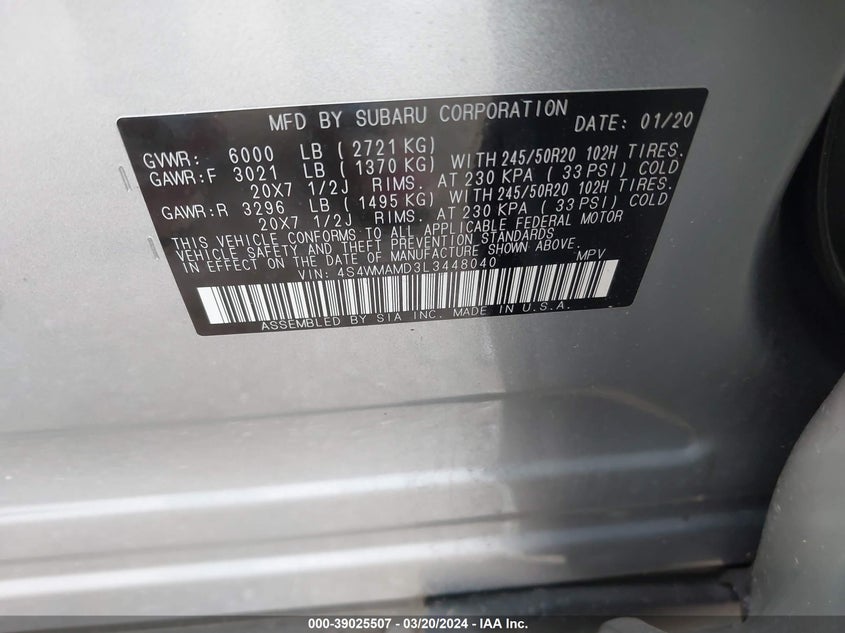 MFD BY SUBARU CORPORATION DATE: 01/20
GVWR: 6000 LB ( 2721 KG)
GAWR:F 3021 LB ( 1370 KG) WITH 245/50R20 102H TIRES.
20X7 1/2J RIMS. AT 230 KPA ( 33 PSI) COLD
GAWR:R 3296 LB ( 1495 KG) WITH 245/50R20 102H TIRES.
20X7 1/2J RIMS. AT 230 KPA ( 33 PSI) COLD
THIS VEHICLE CONFORMS TO ALL APPLICABLE FEDERAL MOTOR
VEHICLE SAFETY AND THEFT PREVENTION STANDARDS
IN EFFECT ON THE DATE OF MANUFACTURE SHOWN ABOVE.
VIN: 4S4WMAMD3L3448040 MPV
ASSEMBLED BY SIA INC. MADE IN U.S.A.
000-39025507 - 03/20/2024 - IAA Inc.